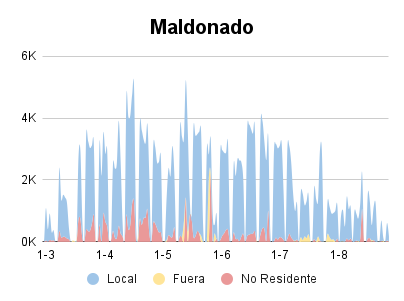 Maldonado
6K
4K
2K
0K
1-3 1-4 1-5 1-6 1-7 1-8
Local Fuera No Residente